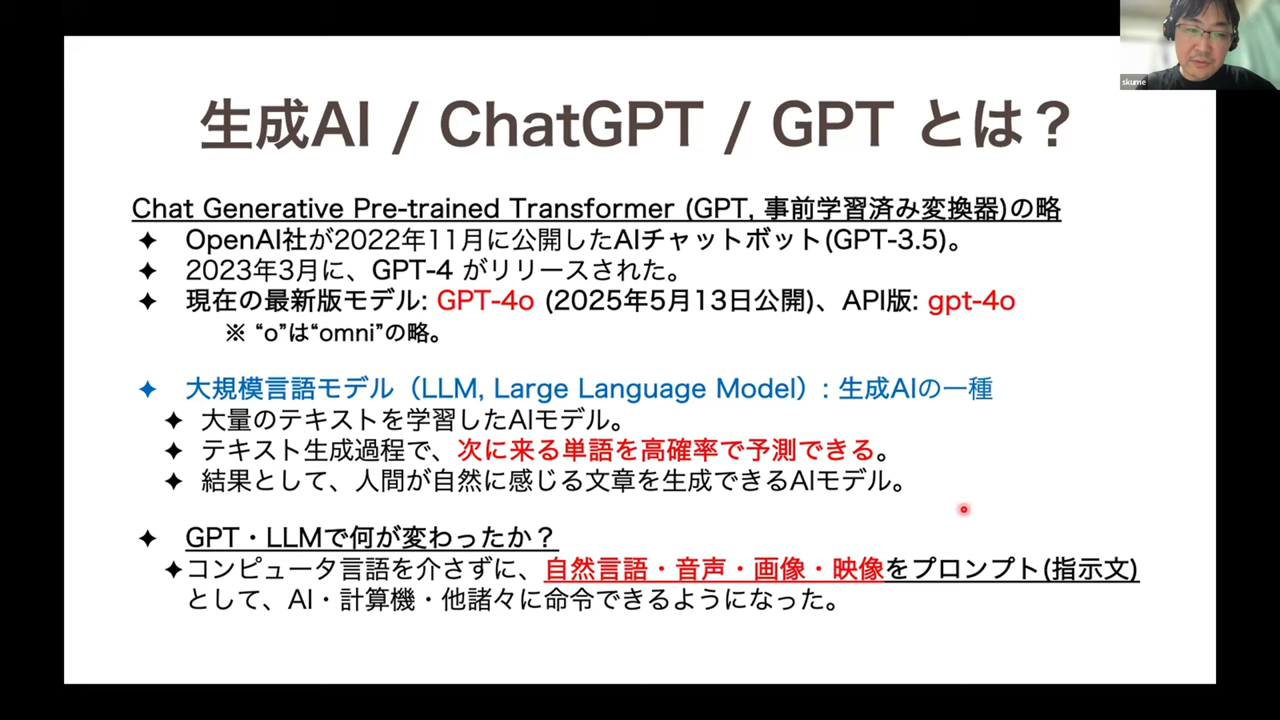 skume
生成AI / ChatGPT / GPT とは？
Chat Generative Pre-trained Transformer (GPT, 事前学習済み変換器)の略
✦ OpenAI社が2022年11月に公開したAIチャットボット(GPT-3.5)。
✦ 2023年3月に、GPT-4 がリリースされた。
✦ 現在の最新版モデル: GPT-4o (2025年5月13日公開)、API版: gpt-4o
※ “o”は“omni”の略。
✦ 大規模言語モデル（LLM, Large Language Model）: 生成AIの一種
✦ 大量のテキストを学習したAIモデル。
✦ テキスト生成過程で、次に来る単語を高確率で予測できる。
✦ 結果として、人間が自然に感じる文章を生成できるAIモデル。
✦ GPT・LLMで何が変わったか？
✦コンピュータ言語を介さずに、自然言語・音声・画像・映像をプロンプト(指示文)
として、AI・計算機・他諸々に命令できるようになった。